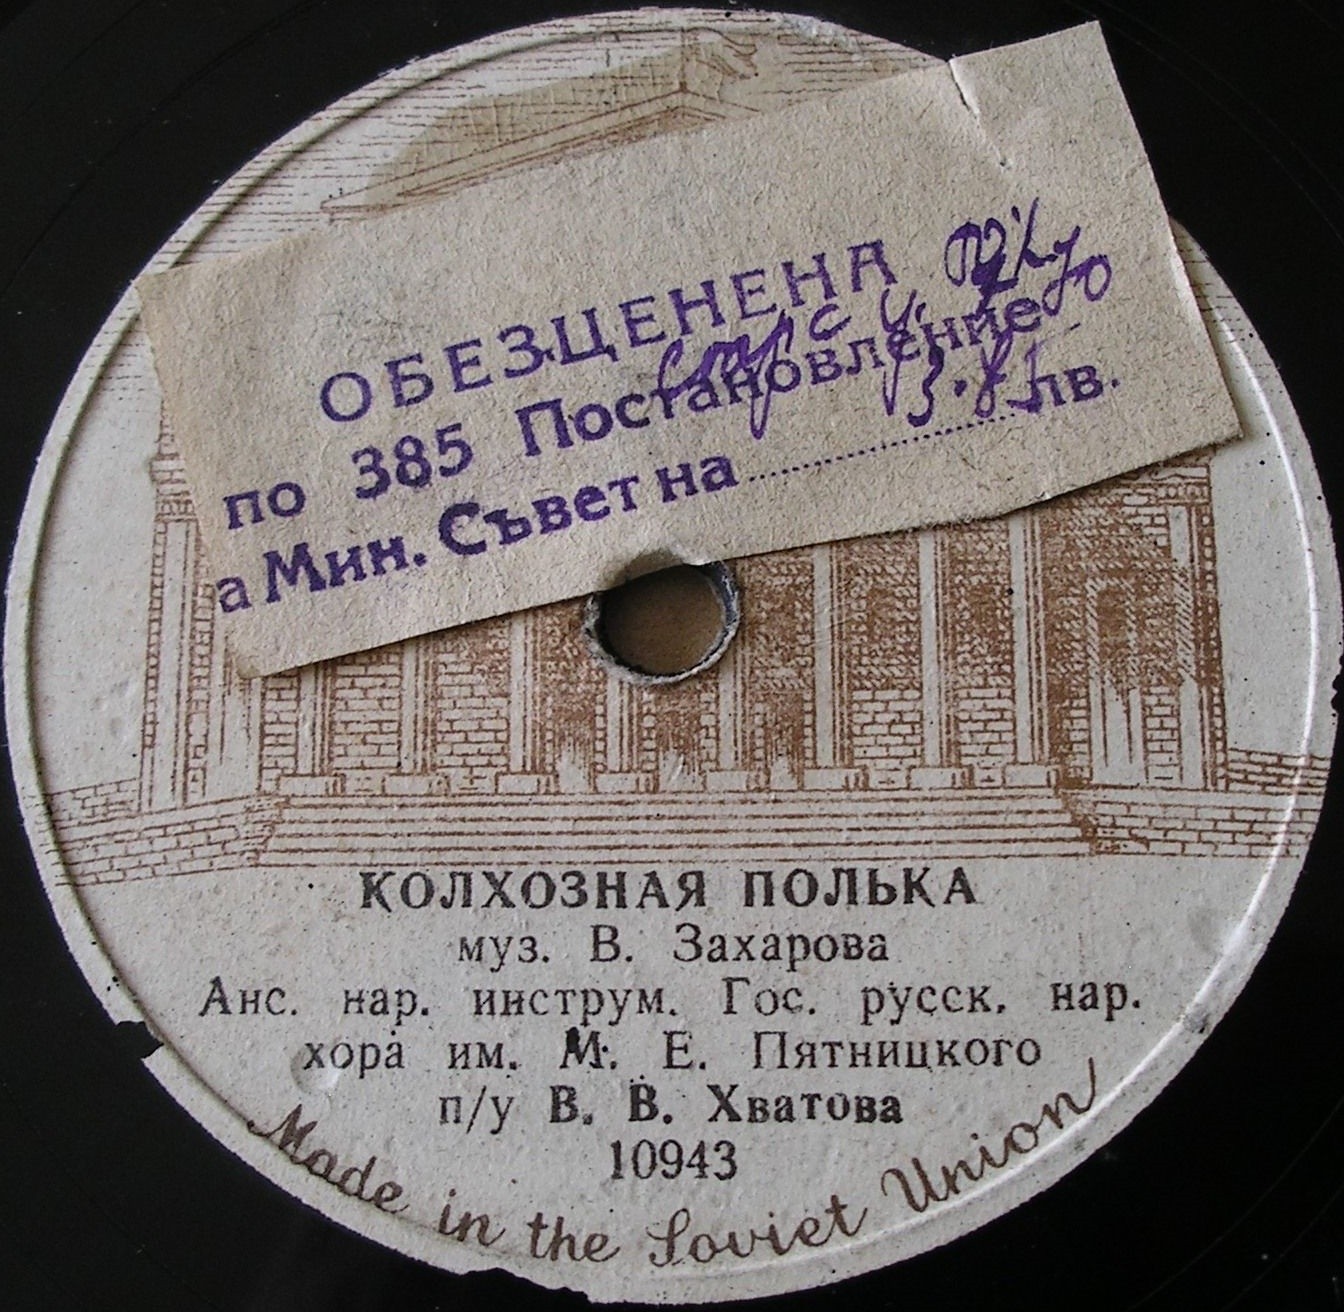 ОБЕЗЦЕНЕНА
по 385 Постановление
а Мин. Съвет на ............ лв.
КОЛХОЗНАЯ ПОЛЬКА
муз. В. Захарова
Анс. нар. инструм. Гос. русск. нар.
хора им. М. Е. Пятницкого
п/у В. В. Хватова
10943
Made in the Soviet Union